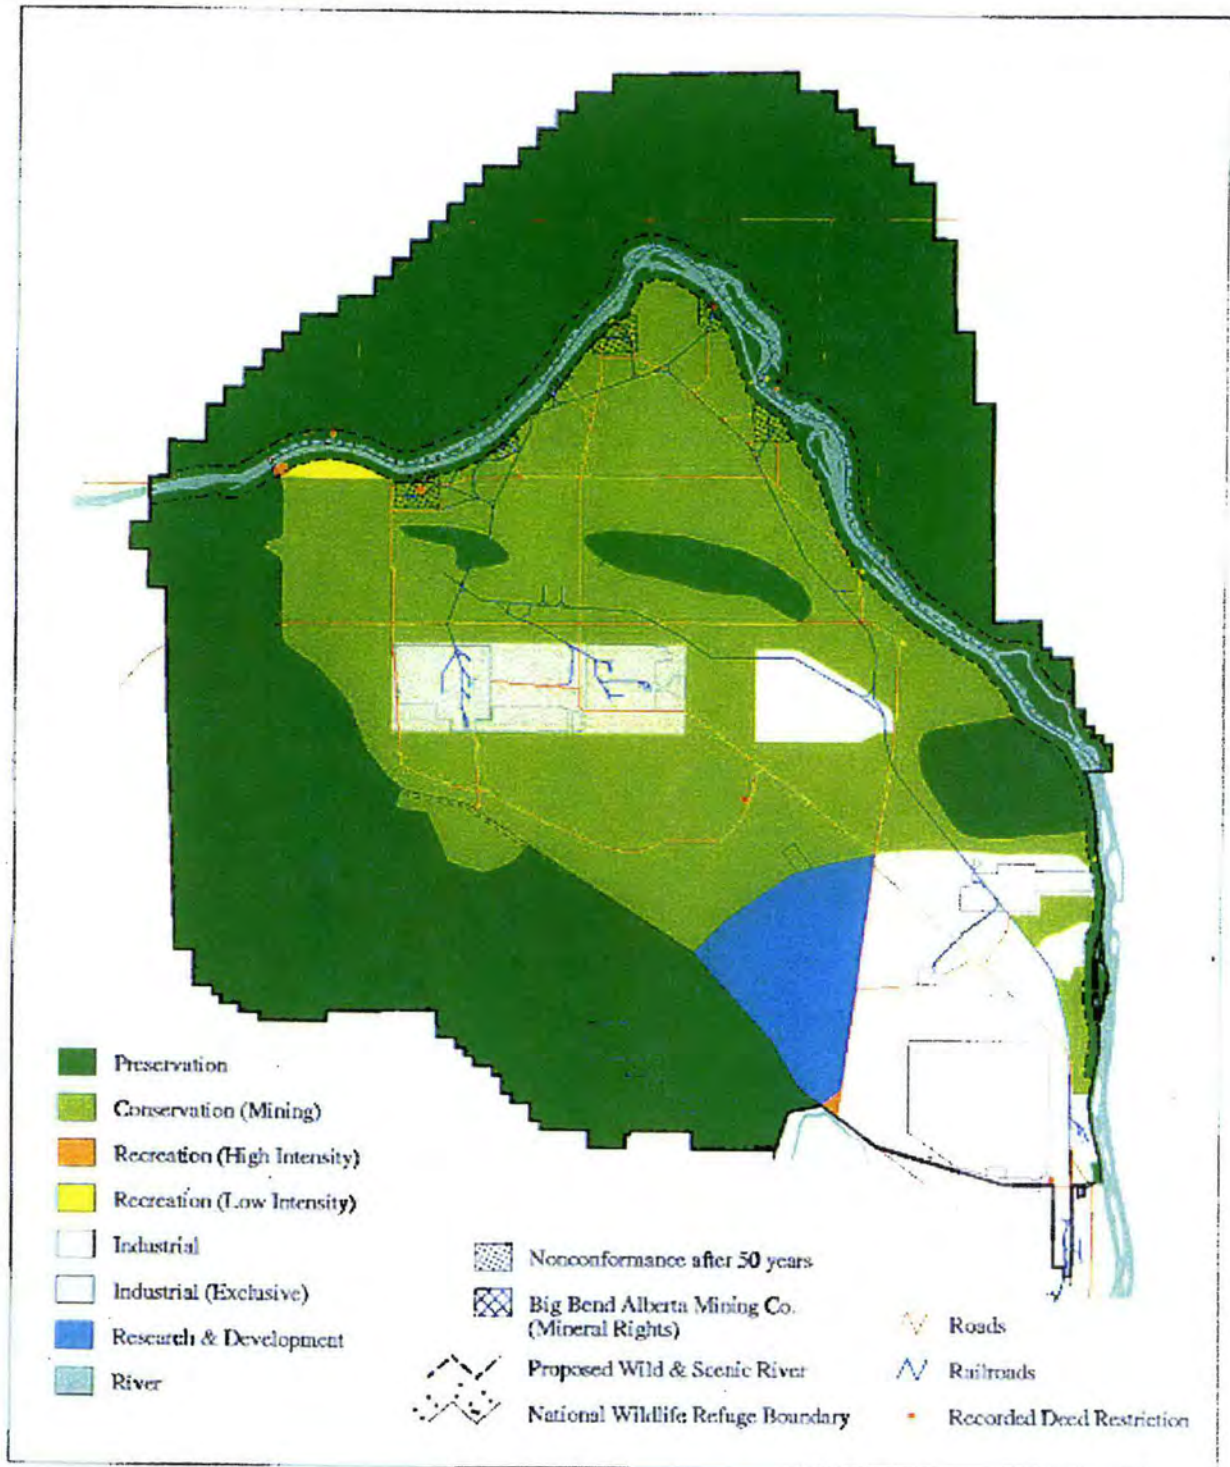 Preservation
Conservation (Mining)
Recreation (High Intensity)
Recreation (Low Intensity)
Industrial
Industrial (Exclusive)
Research & Development
River
Nonconformance after 50 years
Big Bend Alberta Mining Co.
(Mineral Rights)
Proposed Wild & Scenic River
National Wildlife Refuge Boundary
Roads
Railroads
Recorded Deed Restriction